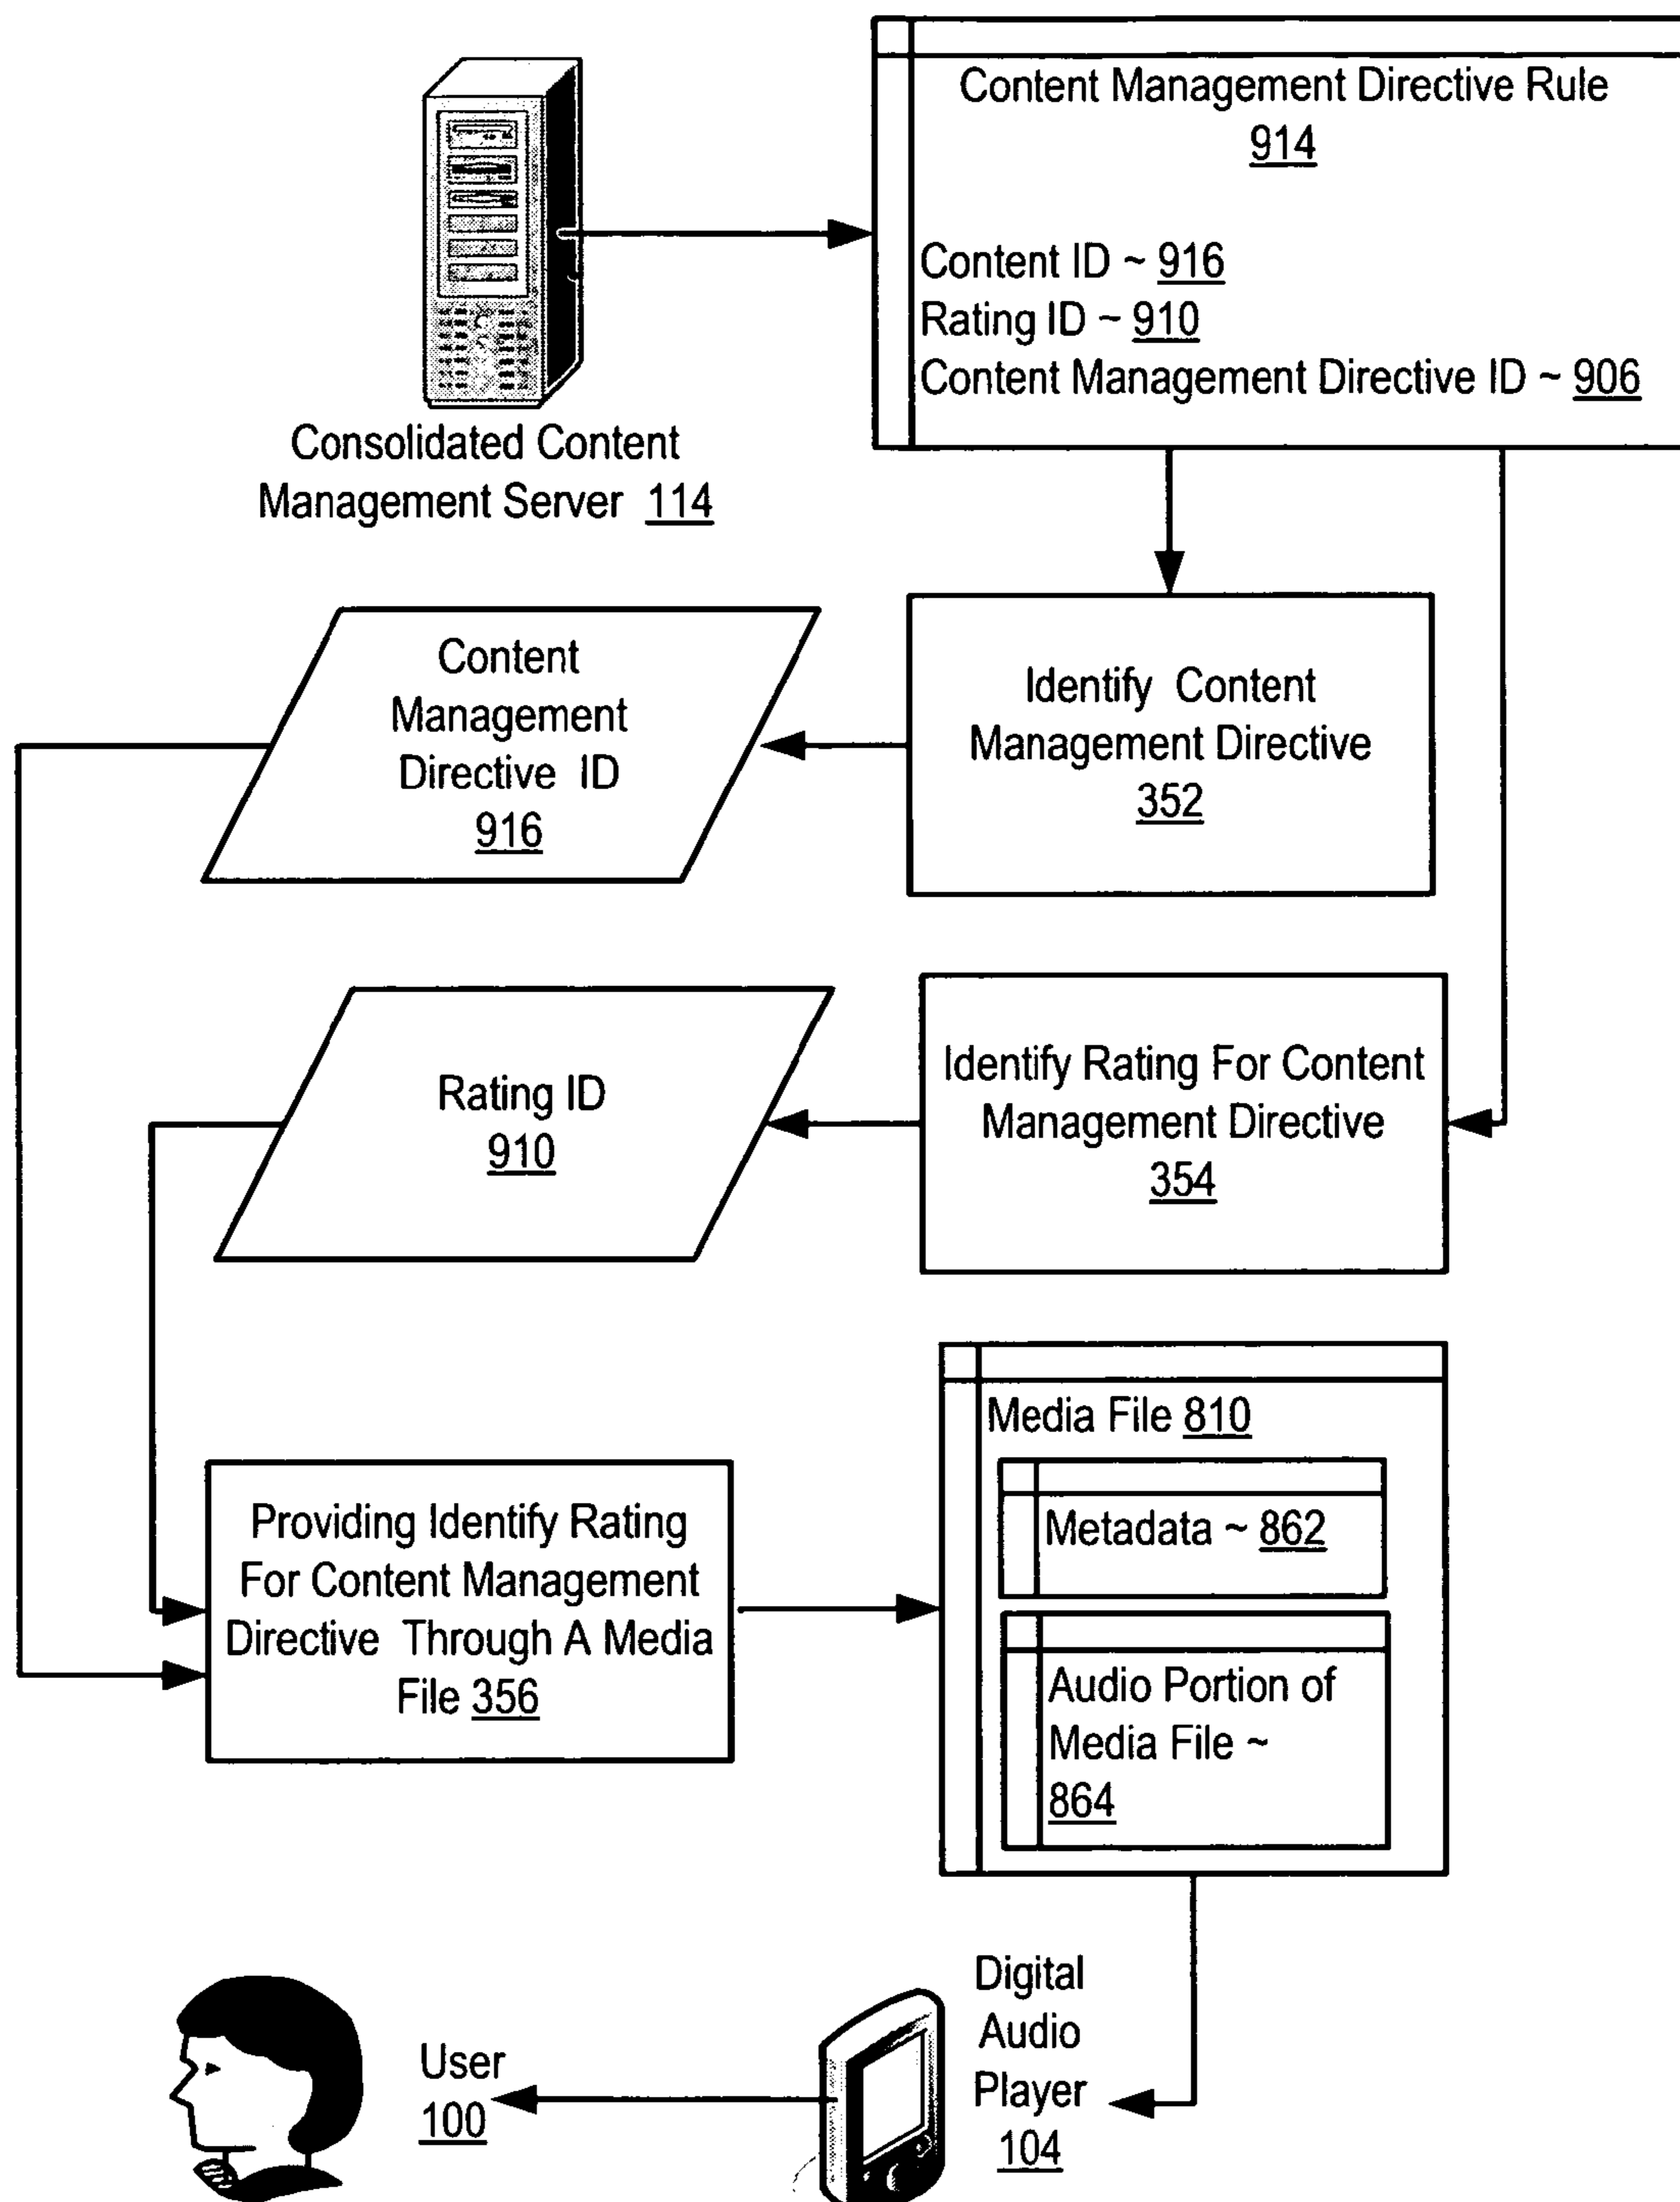 Content Management Directive Rule
914
Content ID ~ 916
Rating ID ~ 910
Content Management Directive ID ~ 906
Consolidated Content
Management Server 114
Content
Management
Directive ID
916
Identify Content
Management Directive
352
Rating ID
910
Identify Rating For Content
Management Directive
354
Providing Identify Rating
For Content Management
Directive Through A Media
File 356
Media File 810
Metadata ~ 862
Audio Portion of
Media File ~
864
User
100
Digital
Audio
Player
104